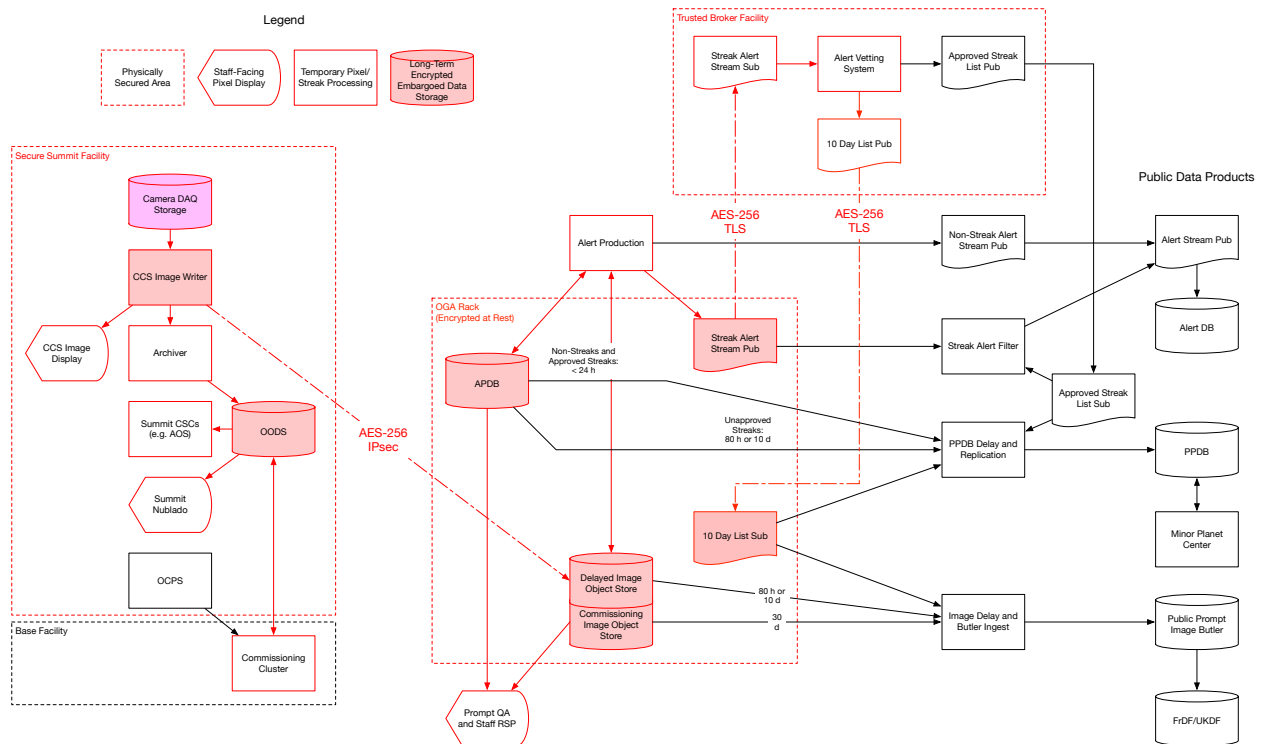 Legend
Physically
Secured Area
Staff-Facing
Pixel Display
Temporary Pixel/
Streak Processing
Long-Term
Encrypted
Embargoed Data
Storage
Trusted Broker Facility
Streak Alert
Stream Sub
Alert Vetting
System
Approved Streak
List Pub
10 Day List Pub
Secure Summit Facility
Camera DAQ
Storage
CCS Image Writer
CCS Image
Display
Archiver
Summit CSCs
(e.g. AOS)
OODS
Summit
Nublado
OCPS
Base Facility
Commissioning
Cluster
AES-256
IPsec
AES-256
TLS
AES-256
TLS
Alert Production
OGA Rack
(Encrypted at Rest)
Streak Alert
Stream Pub
APDB
Non-Streaks and
Approved Streaks:
< 24 h
Unapproved
Streaks:
80 h or 10 d
10 Day List Sub
Delayed Image
Object Store
Commissioning
Image Object
Store
80 h or
10 d
30
d
Prompt QA
and Staff RSP
Public Data Products
Non-Streak Alert
Stream Pub
Alert Stream Pub
Alert DB
Streak Alert Filter
Approved Streak
List Sub
PPDB Delay and
Replication
PPDB
Minor Planet
Center
Image Delay and
Butler Ingest
Public Prompt
Image Butler
FrDF/UKDF